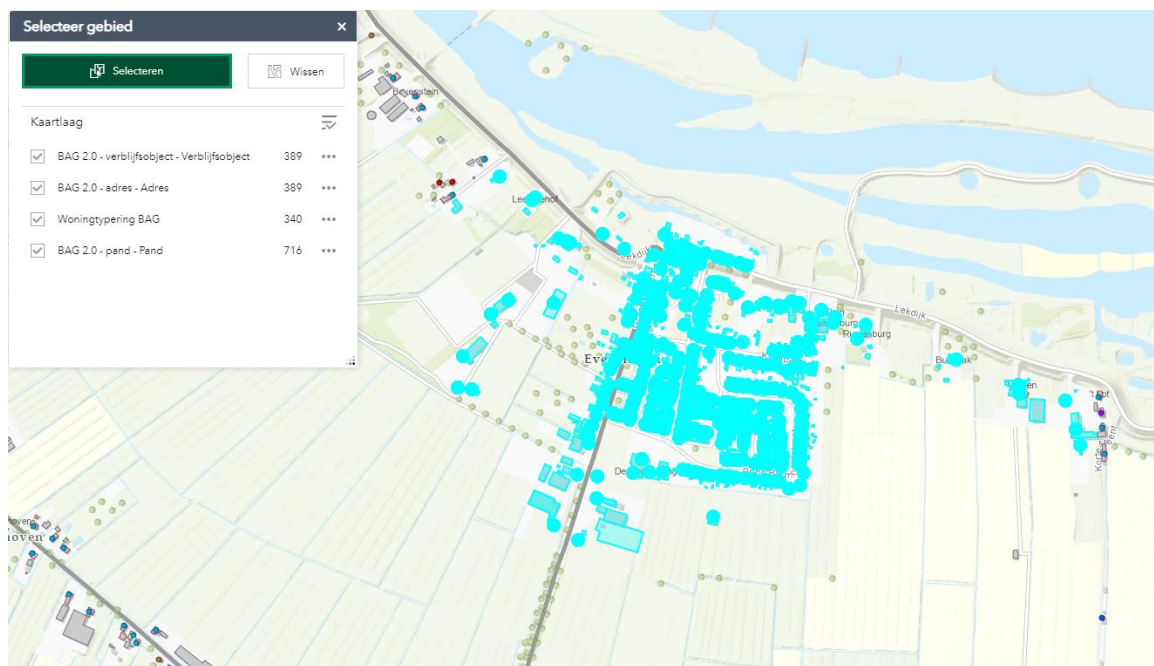 Selecteer gebied
Selecteren
Wissen
Kaartlaag
BAG 2.0 - verblijfsobject - Verblijfsobject 389
BAG 2.0 - adres - Adres 389
Woningtypering BAG 340
BAG 2.0 - pand - Pand 716
Lekdijk
Lekdijk
Korte